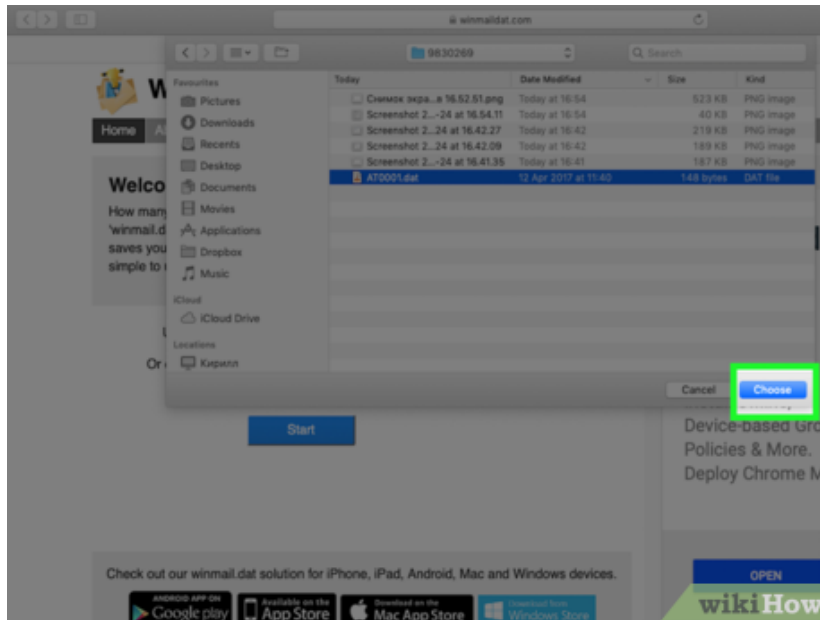 winmaildat.com
9830269
Search
W
Favourites
Today
Date Modified
Size
Kind
Pictures
Снимок экра...в 16.52.51.png
Today at 16:54
523 KB
PNG image
Downloads
Screenshot 2...-24 at 16.54.11
Today at 16:54
40 KB
PNG image
Recents
Screenshot 2...24 at 16.42.27
Today at 16:42
219 KB
PNG image
Home
Screenshot 2...24 at 16.42.09
Today at 16:42
189 KB
PNG image
Desktop
Screenshot 2...-24 at 16.41.35
Today at 16:41
187 KB
PNG image
Welco
Documents
AT0001.dat
12 Apr 2017 at 11:40
148 bytes
DAT file
How many
Movies
'winmail.d
Applications
saves you
Dropbox
simple to
Music
iCloud
iCloud Drive
Locations
Or
Кирилл
Cancel
Choose
Start
Device-based Gro
Policies & More.
Deploy Chrome M
Check out our winmail.dat solution for iPhone, iPad, Android, Mac and Windows devices.
OPEN
ANDROID APP ON
Google play
Available on the
App Store
Download on the
Mac App Store
Download from
Windows Store
wikiHow